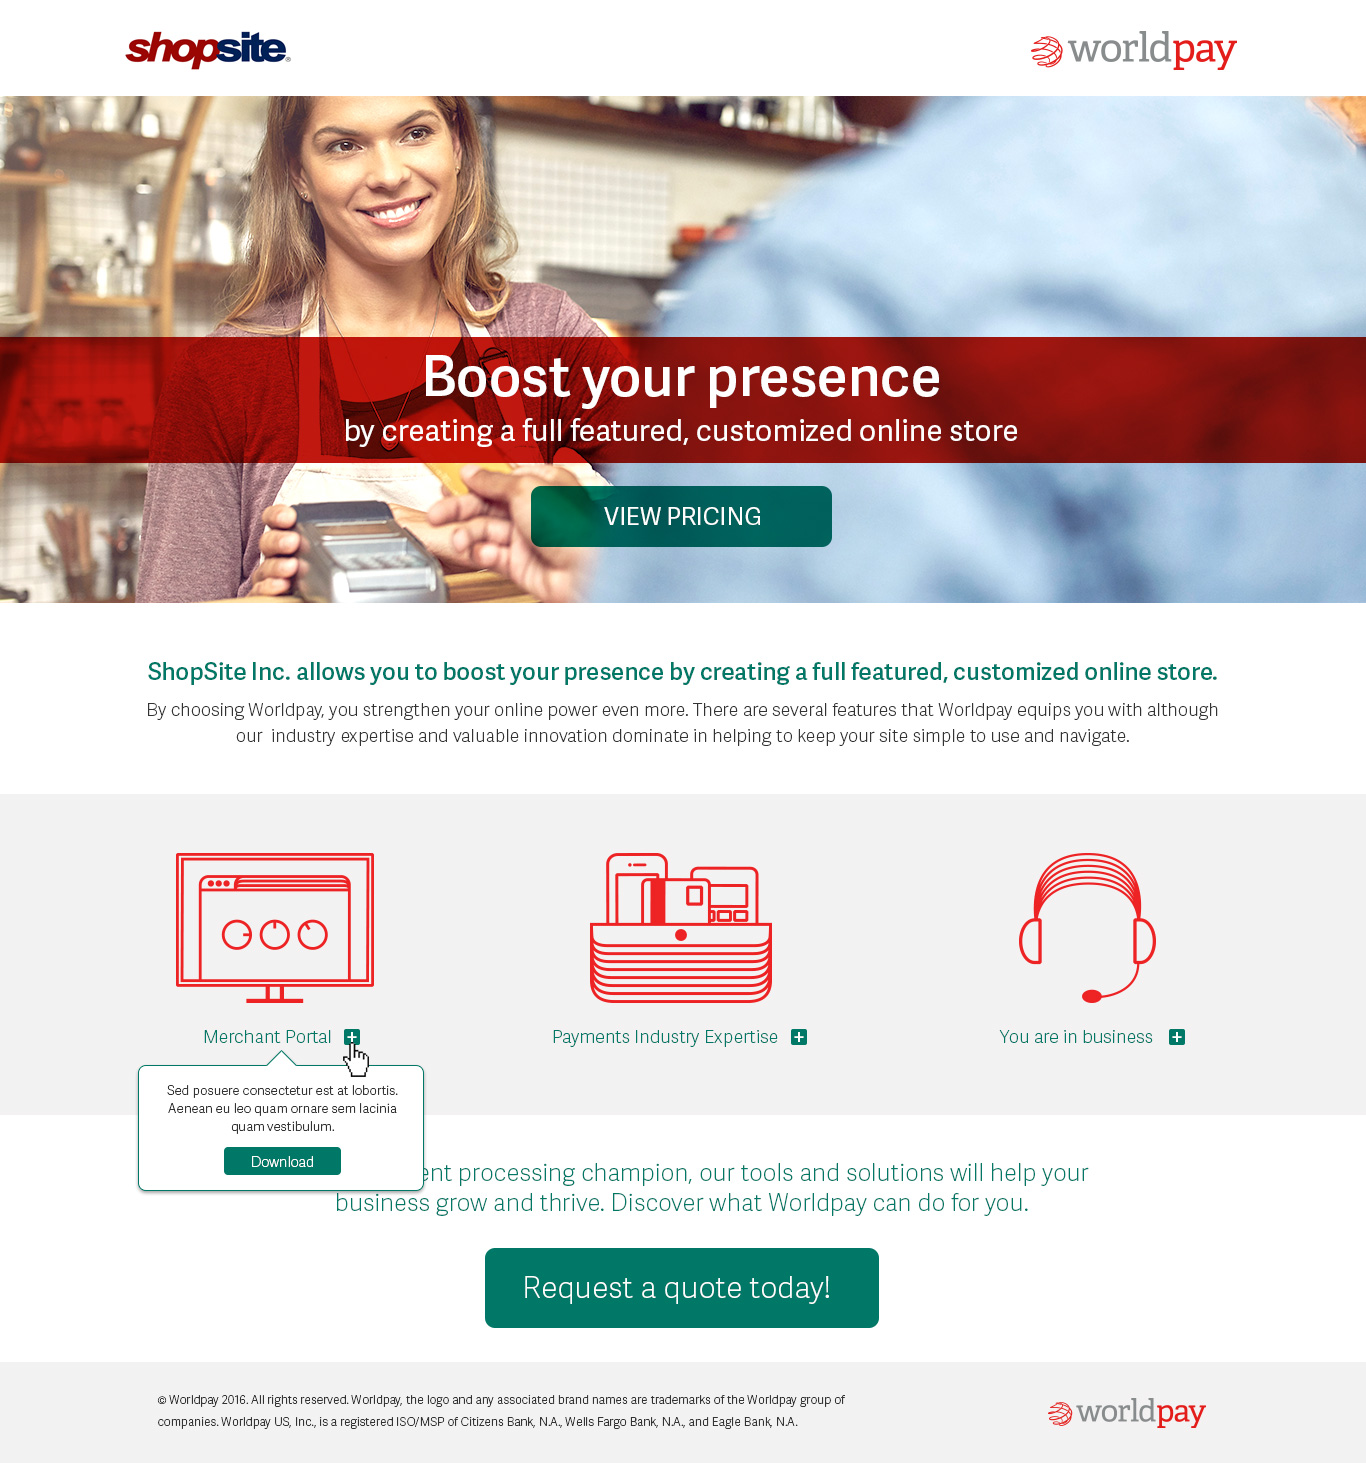 shopsite®
worldpay
Boost your presence
by creating a full featured, customized online store
VIEW PRICING
ShopSite Inc. allows you to boost your presence by creating a full featured, customized online store.
By choosing Worldpay, you strengthen your online power even more. There are several features that Worldpay equips you with although
our industry expertise and valuable innovation dominate in helping to keep your site simple to use and navigate.
Merchant Portal
Payments Industry Expertise
You are in business
Sed posuere consectetur est at lobortis.
Aenean eu leo quam ornare sem lacinia
quam vestibulum.
Download
processing champion, our tools and solutions will help your
business grow and thrive. Discover what Worldpay can do for you.
Request a quote today!
© Worldpay 2016. All rights reserved. Worldpay, the logo and any associated brand names are trademarks of the Worldpay group of
companies. Worldpay US, Inc., is a registered ISO/MSP of Citizens Bank, N.A., Wells Fargo Bank, N.A., and Eagle Bank, N.A.
worldpay